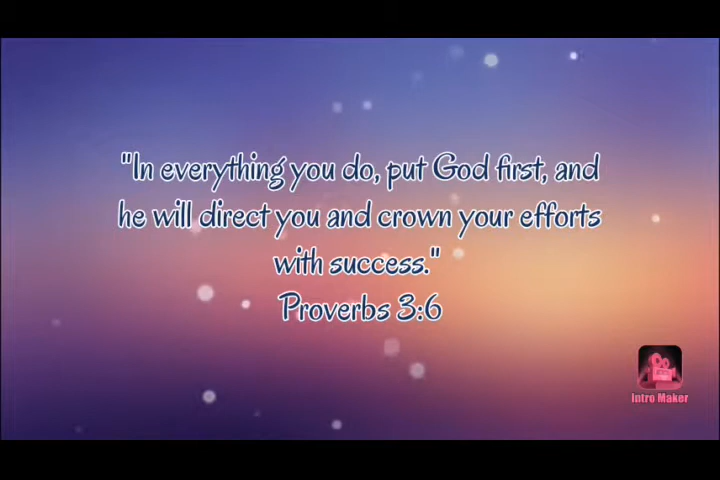 "In everything you do, put God first, and
he will direct you and crown your efforts
with success."
Proverbs 3:6
Intro Maker